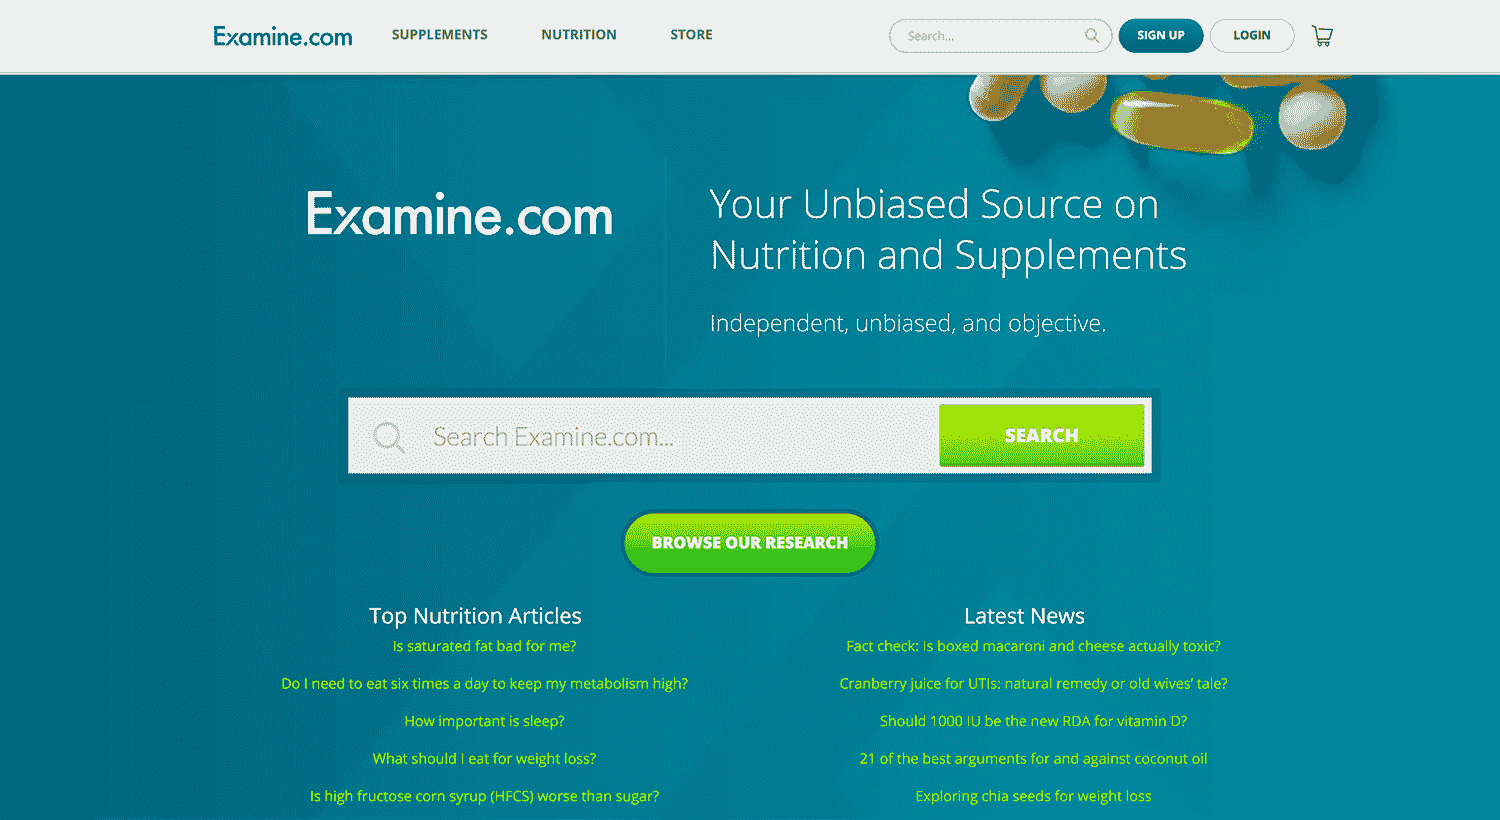 Examine.com
SUPPLEMENTS
NUTRITION
STORE
Search...
SIGN UP
LOGIN
Examine.com
Your Unbiased Source on
Nutrition and Supplements
Independent, unbiased, and objective.
Search Examine.com...
SEARCH
BROWSE OUR RESEARCH
Top Nutrition Articles
Is saturated fat bad for me?
Do I need to eat six times a day to keep my metabolism high?
How important is sleep?
What should I eat for weight loss?
Is high fructose corn syrup (HFCS) worse than sugar?
Latest News
Fact check: Is boxed macaroni and cheese actually toxic?
Cranberry juice for UTIs: natural remedy or old wives' tale?
Should 1000 IU be the new RDA for vitamin D?
21 of the best arguments for and against coconut oil
Exploring chia seeds for weight loss